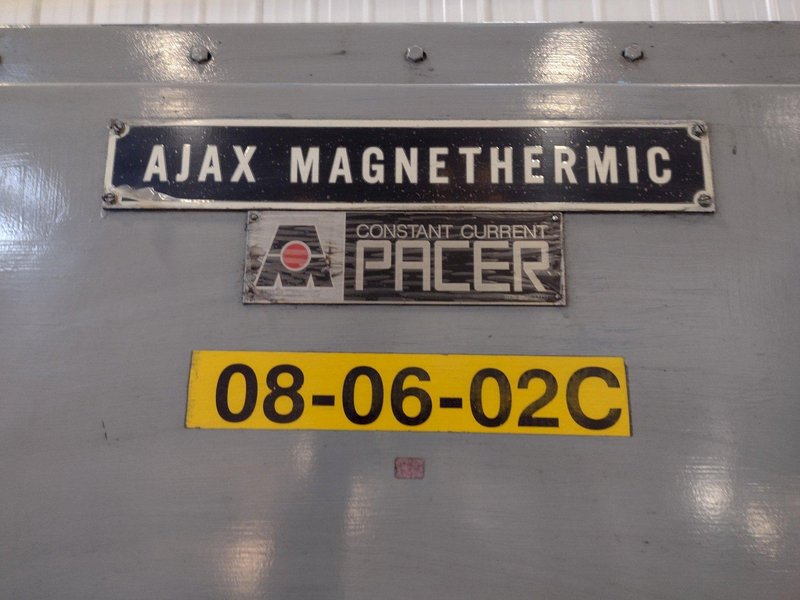 AJAX MAGNETHERMIC
CONSTANT CURRENT
PACER
08-06-02C